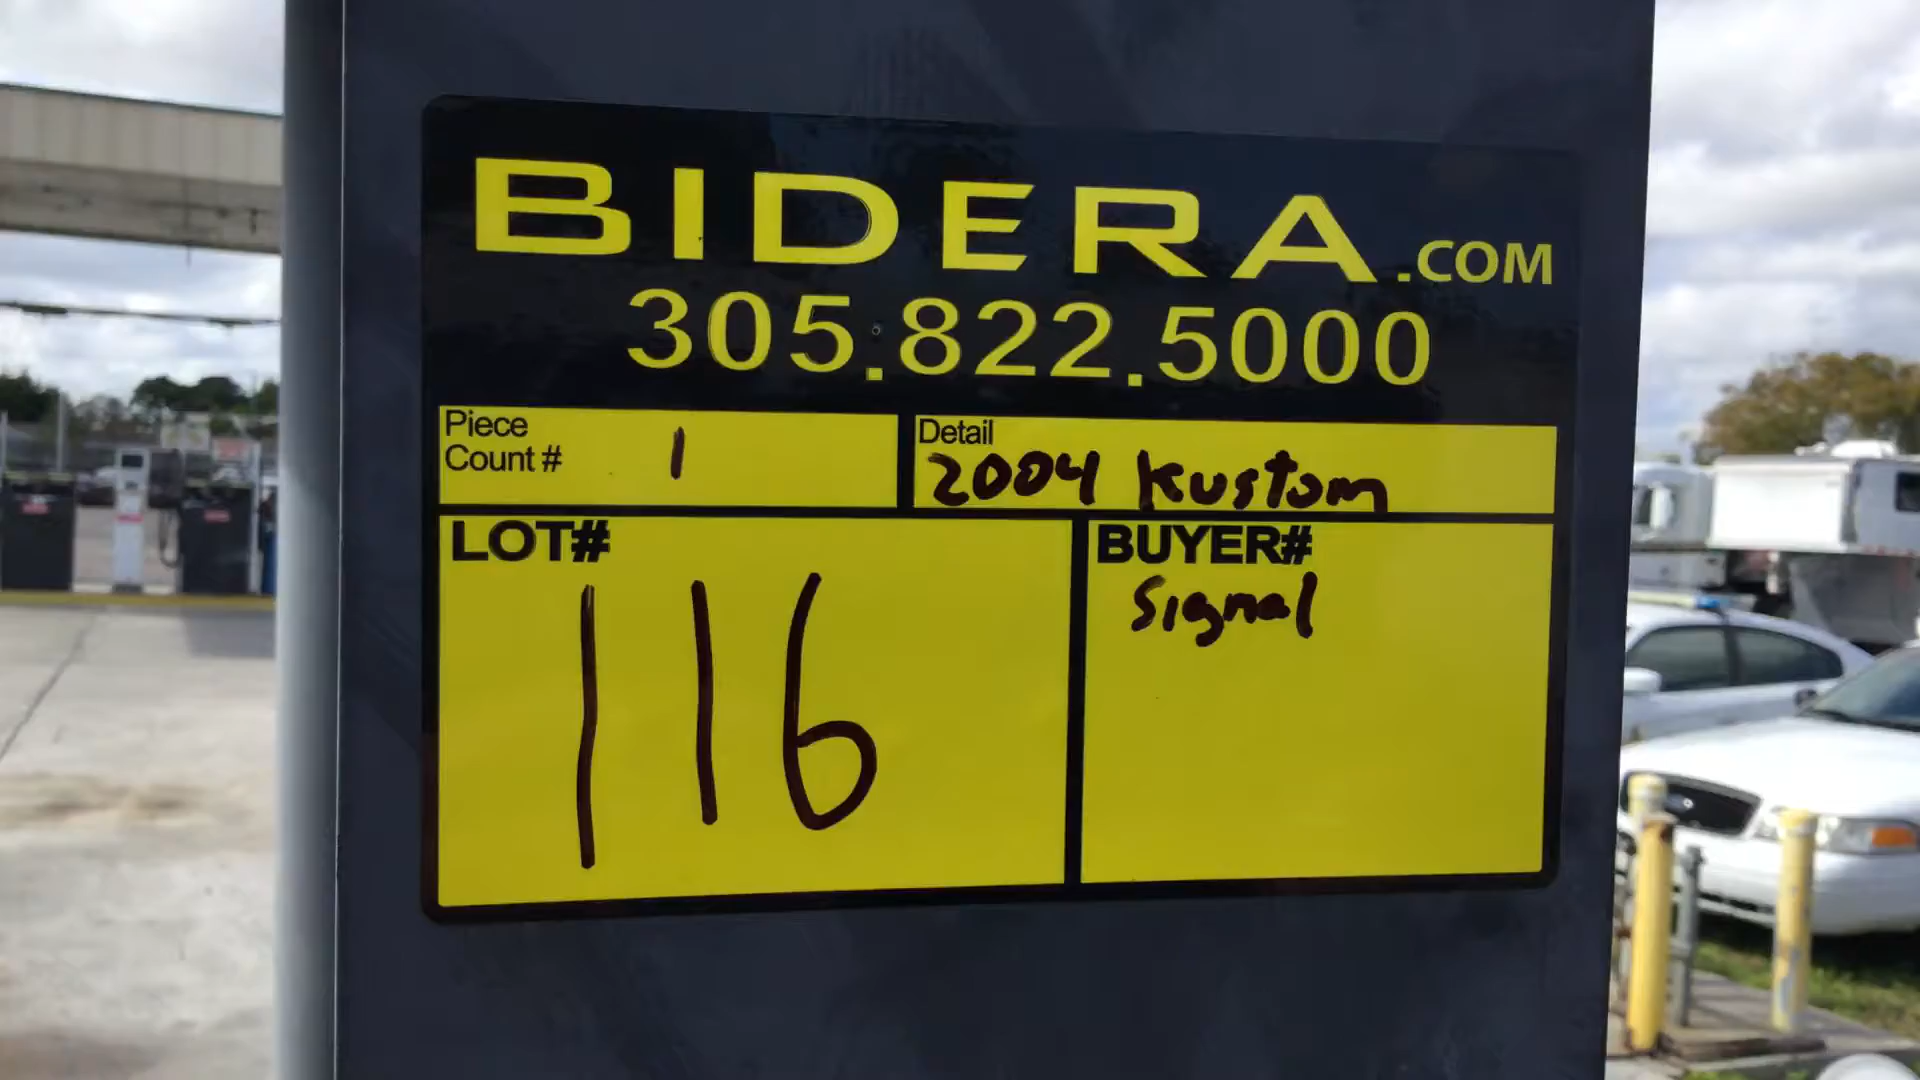 BIDERA.COM
305.822.5000
Piece
Count # 1
Detail
2004 Kustom
LOT#
116
BUYER#
Signal